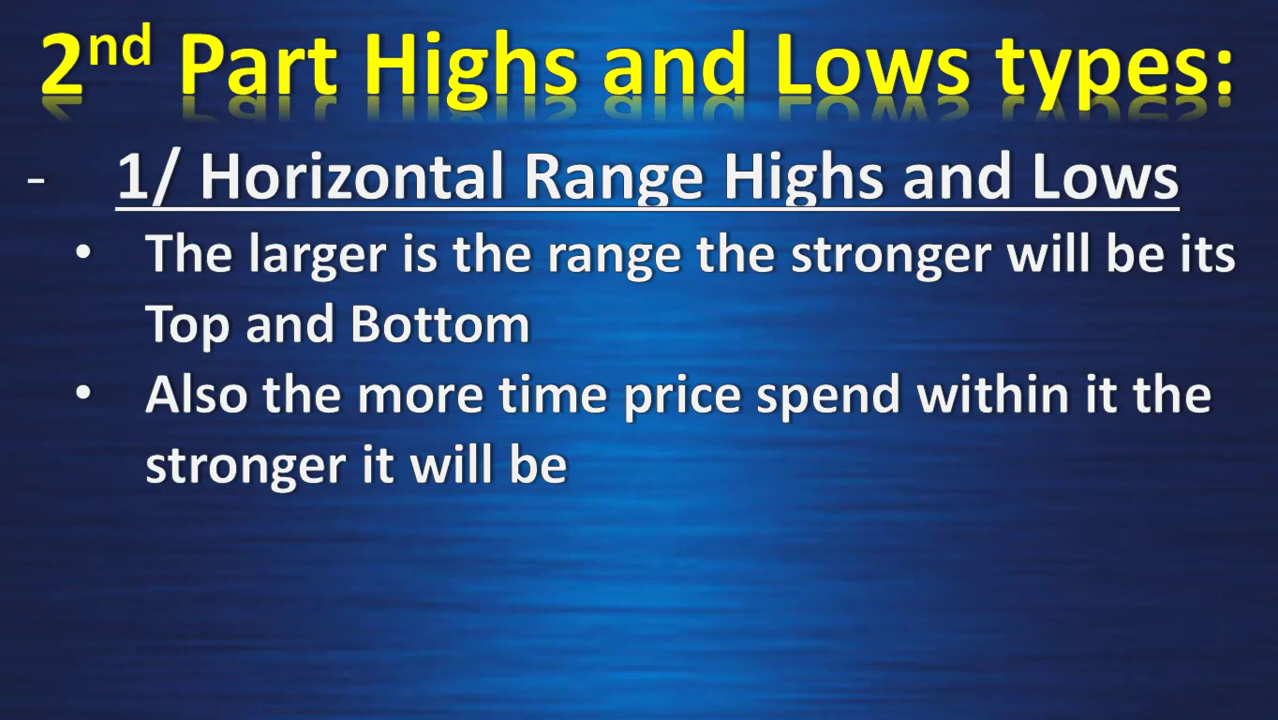 2nd Part Highs and Lows types:
- 1/ Horizontal Range Highs and Lows
• The larger is the range the stronger will be its
Top and Bottom
• Also the more time price spend within it the
stronger it will be